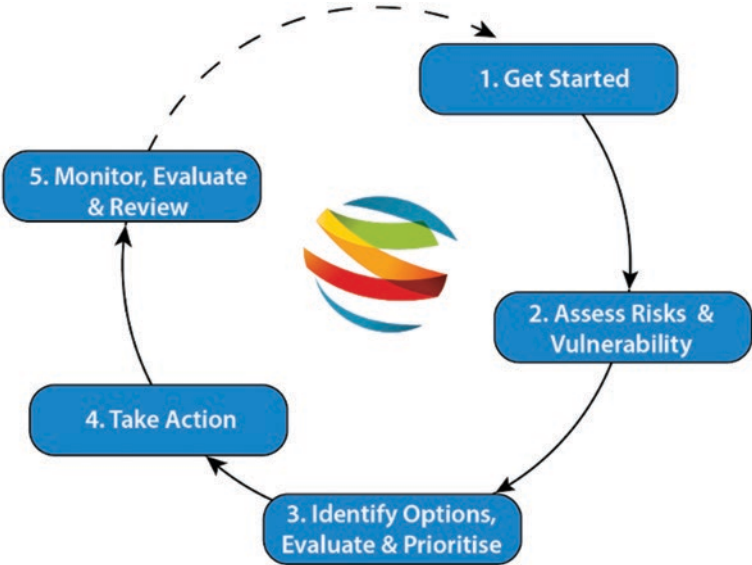 1. Get Started
2. Assess Risks &
Vulnerability
3. Identify Options,
Evaluate & Prioritise
4. Take Action
5. Monitor, Evaluate
& Review